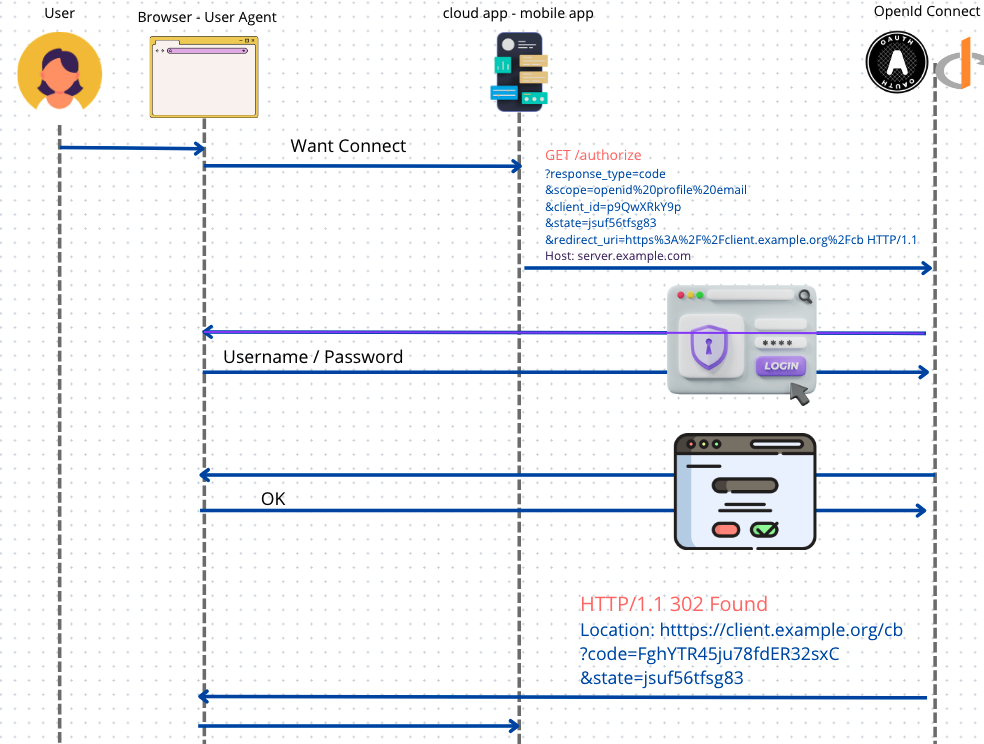 User
Browser - User Agent
cloud app - mobile app
OpenId Connect
OAUTH
A
OAUTH
Want Connect
GET /authorize
?response_type=code
&scope=openid%20profile%20email
&client_id=p9QwXRkY9p
&state=jsuf56tfsg83
&redirect_uri=https%3A%2F%2Fclient.example.org%2Fcb HTTP/1.1
Host: server.example.com
Username / Password
****
LOGIN
OK
HTTP/1.1 302 Found
Location: htttps://client.example.org/cb
?code=FghYTR45ju78fdER32sxC
&state=jsuf56tfsg83